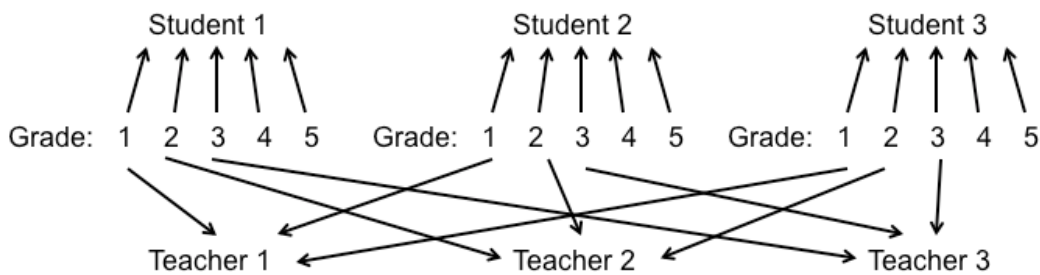 Student 1 Student 2 Student 3
Grade: 1 2 3 4 5 Grade: 1 2 3 4 5 Grade: 1 2 3 4 5
Teacher 1 Teacher 2 Teacher 3